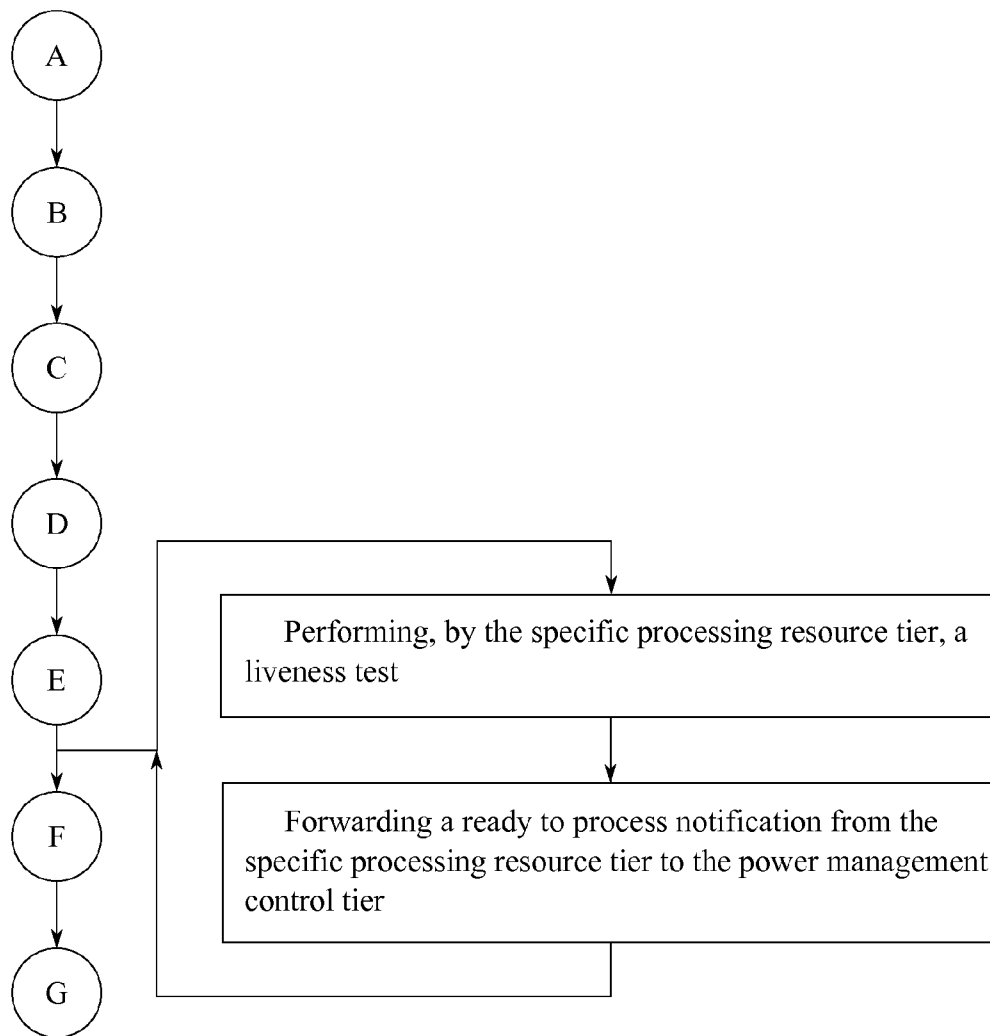 A
B
C
D
E
Performing, by the specific processing resource tier, a
liveness test
F
Forwarding a ready to process notification from the
specific processing resource tier to the power management
control tier
G